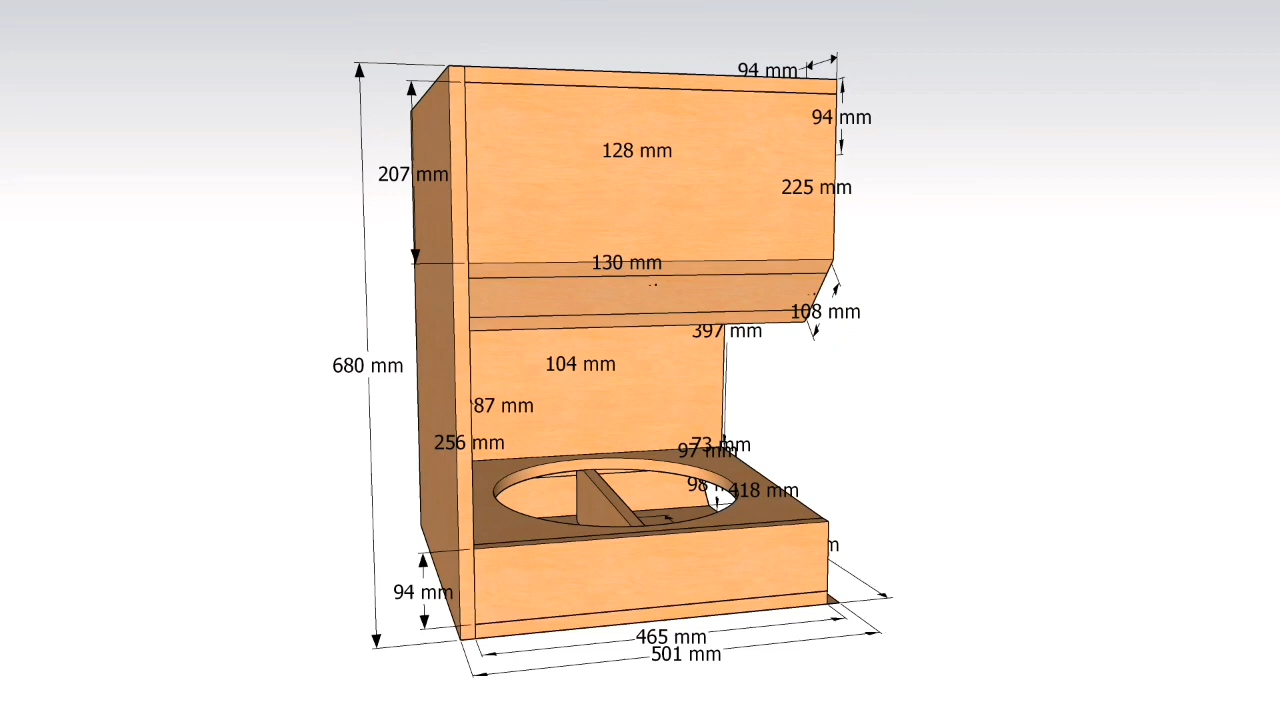 94 mm
94 mm
128 mm
207 mm
225 mm
130 mm
108 mm
397 mm
680 mm
104 mm
87 mm
256 mm
73 mm
97 mm
98
418 mm
94 mm
465 mm
501 mm